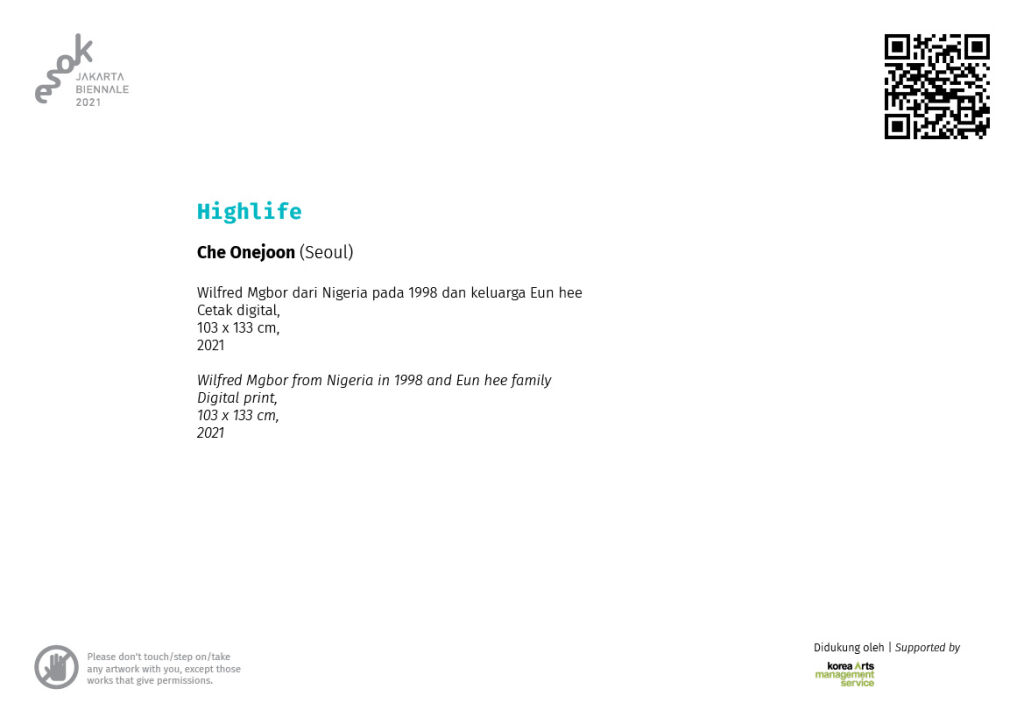 esok
JAKARTA
BIENNALE
2021
Highlife
Che Onejoon (Seoul)
Wilfred Mgbor dari Nigeria pada 1998 dan keluarga Eun hee
Cetak digital,
103 x 133 cm,
2021
Wilfred Mgbor from Nigeria in 1998 and Eun hee family
Digital print,
103 x 133 cm,
2021
Please don't touch/step on/take
any artwork with you, except those
works that give permissions.
Didukung oleh | Supported by
korea Arts
management
service